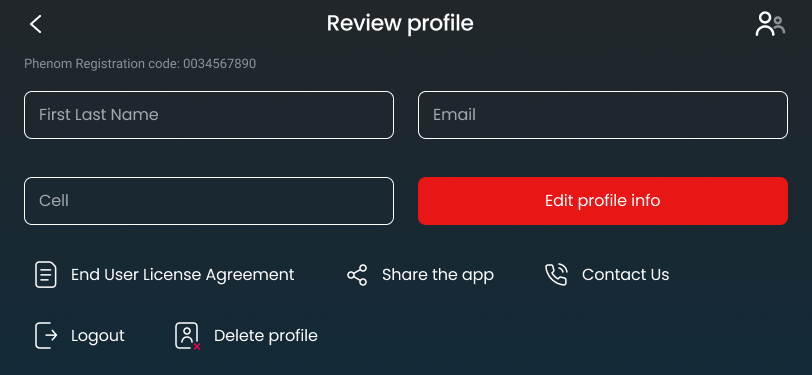 Review profile
Phenom Registration code: 0034567890
First Last Name
Email
Cell
Edit profile info
End User License Agreement
Share the app
Contact Us
Logout
Delete profile